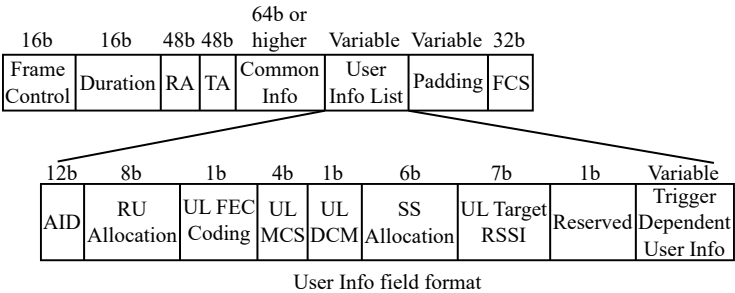 64b or
16b 16b 48b 48b higher Variable Variable 32b
Frame Control Duration RA TA Common Info User Info List Padding FCS
12b 8b 1b 4b 1b 6b 7b 1b Variable
AID RU Allocation UL FEC Coding UL MCS UL DCM SS Allocation UL Target RSSI Reserved Trigger Dependent User Info
User Info field format